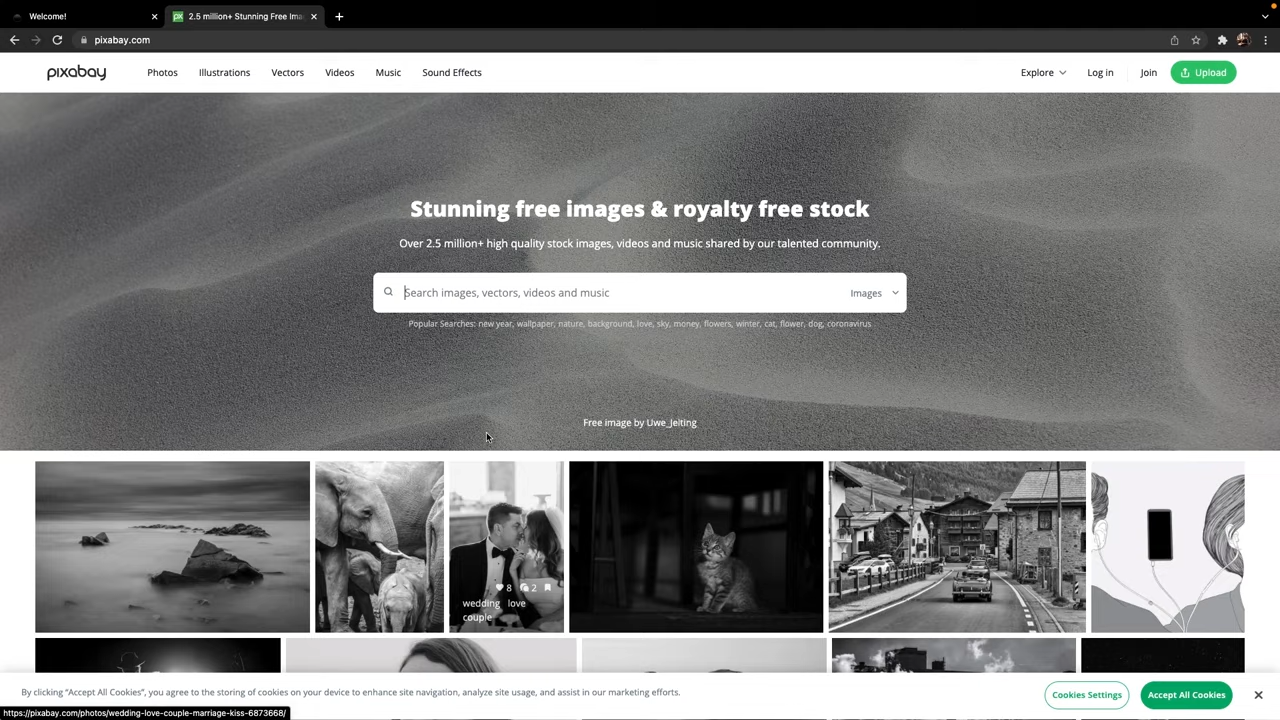 Welcome!
2.5 million+ Stunning Free Ima
pixabay.com
pixabay
Photos
Illustrations
Vectors
Videos
Music
Sound Effects
Explore
Log in
Join
Upload
Stunning free images & royalty free stock
Over 2.5 million+ high quality stock images, videos and music shared by our talented community.
Search images, vectors, videos and music
Images
Popular Searches: new year, wallpaper, nature, background, love, sky, money, flowers, winter, cat, flower, dog, coronavirus
Free image by Uwe_Jelting
8 2
wedding love
couple
By clicking “Accept All Cookies”, you agree to the storing of cookies on your device to enhance site navigation, analyze site usage, and assist in our marketing efforts.
Cookies Settings
Accept All Cookies
https://pixabay.com/photos/wedding-love-couple-marriage-kiss-6873668/